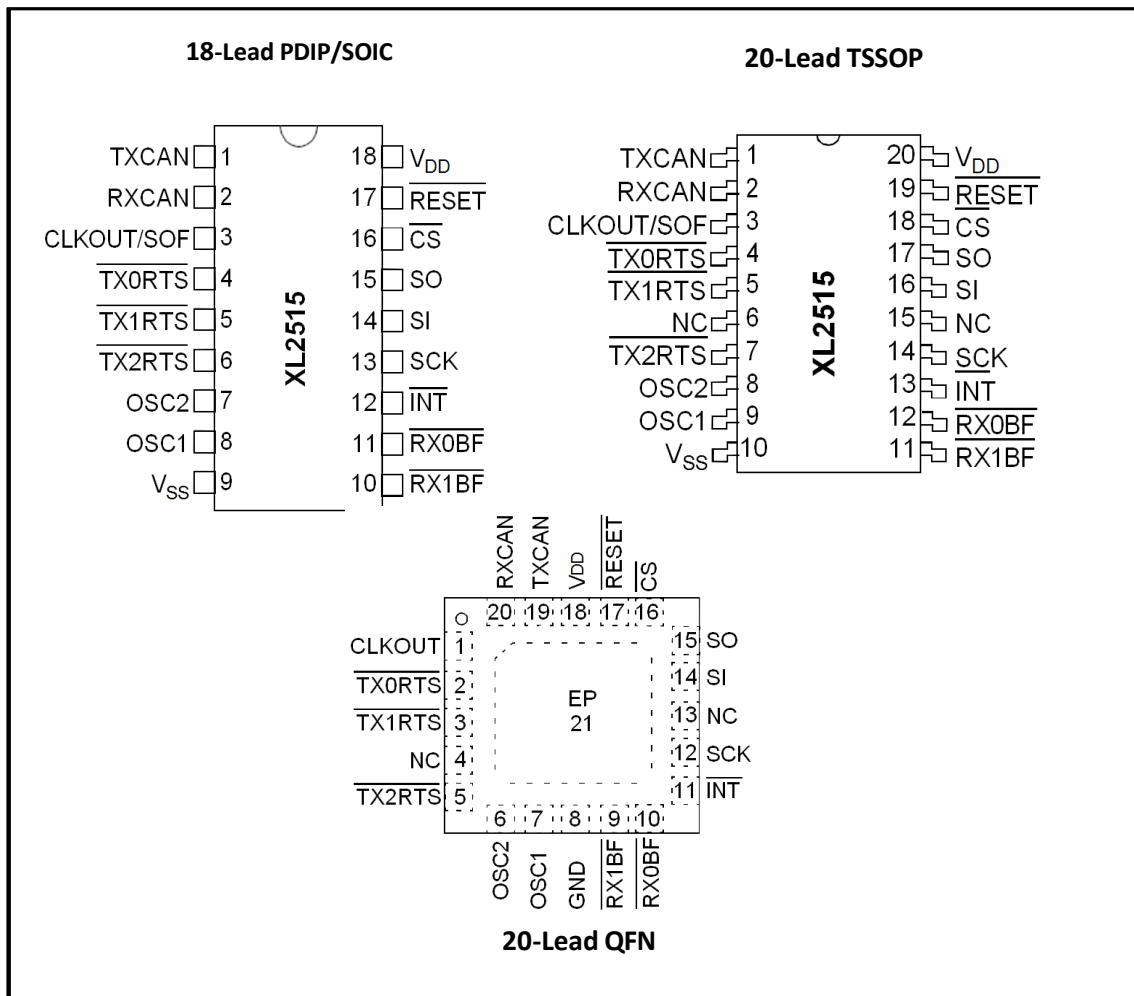 18-Lead PDIP/SOIC
TXCAN 1 18 VDD
RXCAN 2 17 RESET
CLKOUT/SOF 3 16 CS
TX0RTS 4 15 SO
TX1RTS 5 14 SI
TX2RTS 6 13 SCK
OSC2 7 12 INT
OSC1 8 11 RX0BF
VSS 9 10 RX1BF
XL2515
20-Lead TSSOP
TXCAN 1 20 VDD
RXCAN 2 19 RESET
CLKOUT/SOF 3 18 CS
TX0RTS 4 17 SO
TX1RTS 5 16 SI
NC 6 15 NC
TX2RTS 7 14 SCK
OSC2 8 13 INT
OSC1 9 12 RX0BF
VSS 10 11 RX1BF
XL2515
RXCAN TXCAN VDD RESET CS
20 19 18 17 16
CLKOUT 1 15 SO
TX0RTS 2 14 SI
TX1RTS 3 13 NC
NC 4 12 SCK
TX2RTS 5 11 INT
EP
21
6 7 8 9 10
OSC2 OSC1 GND RX1BF RX0BF
20-Lead QFN